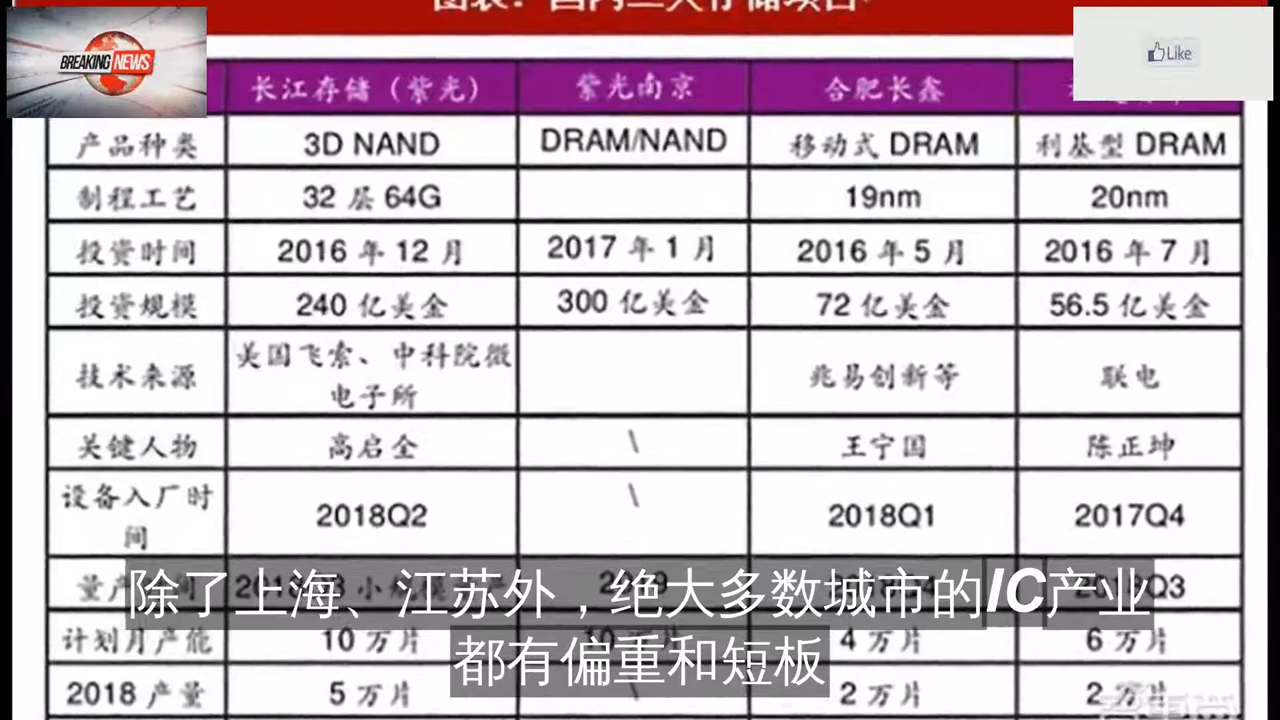 BREAKING NEWS
Like
长江存储（紫光） 紫光南京 合肥长鑫
产品种类 3D NAND DRAM/NAND 移动式 DRAM 利基型 DRAM
制程工艺 32 层 64G 19nm 20nm
投资时间 2016 年 12 月 2017 年 1 月 2016 年 5 月 2016 年 7 月
投资规模 240 亿美金 300 亿美金 72 亿美金 56.5 亿美金
技术来源 美国飞索、中科院微 兆易创新等 联电
电子所
关键人物 高启全 \ 王宁国 陈正坤
设备入厂时 2018Q2 \ 2018Q1 2017Q4
间
除了上海、江苏外，绝大多数城市的IC产业
计划月产能 10 万片 4 万片 6 万片
都有偏重和短板
2018 产量 5 万片 \ 2 万片 2 万片